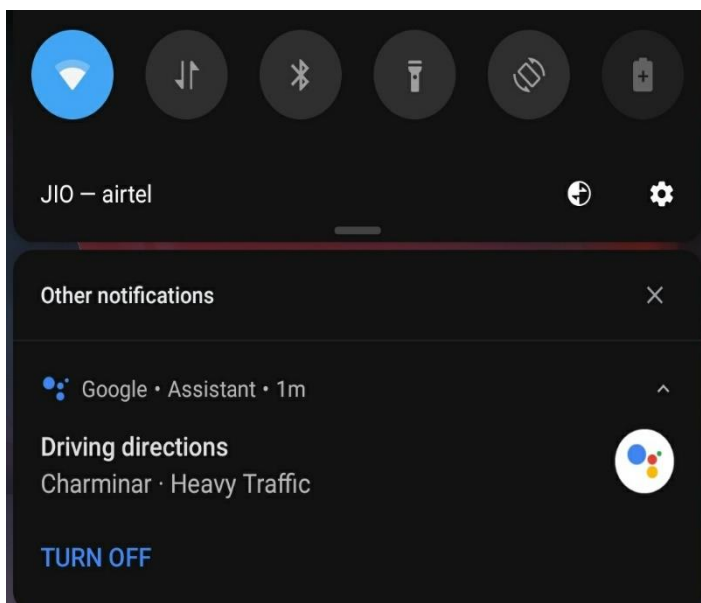 JIO — airtel
Other notifications
Google • Assistant • 1m
Driving directions
Charminar · Heavy Traffic
TURN OFF